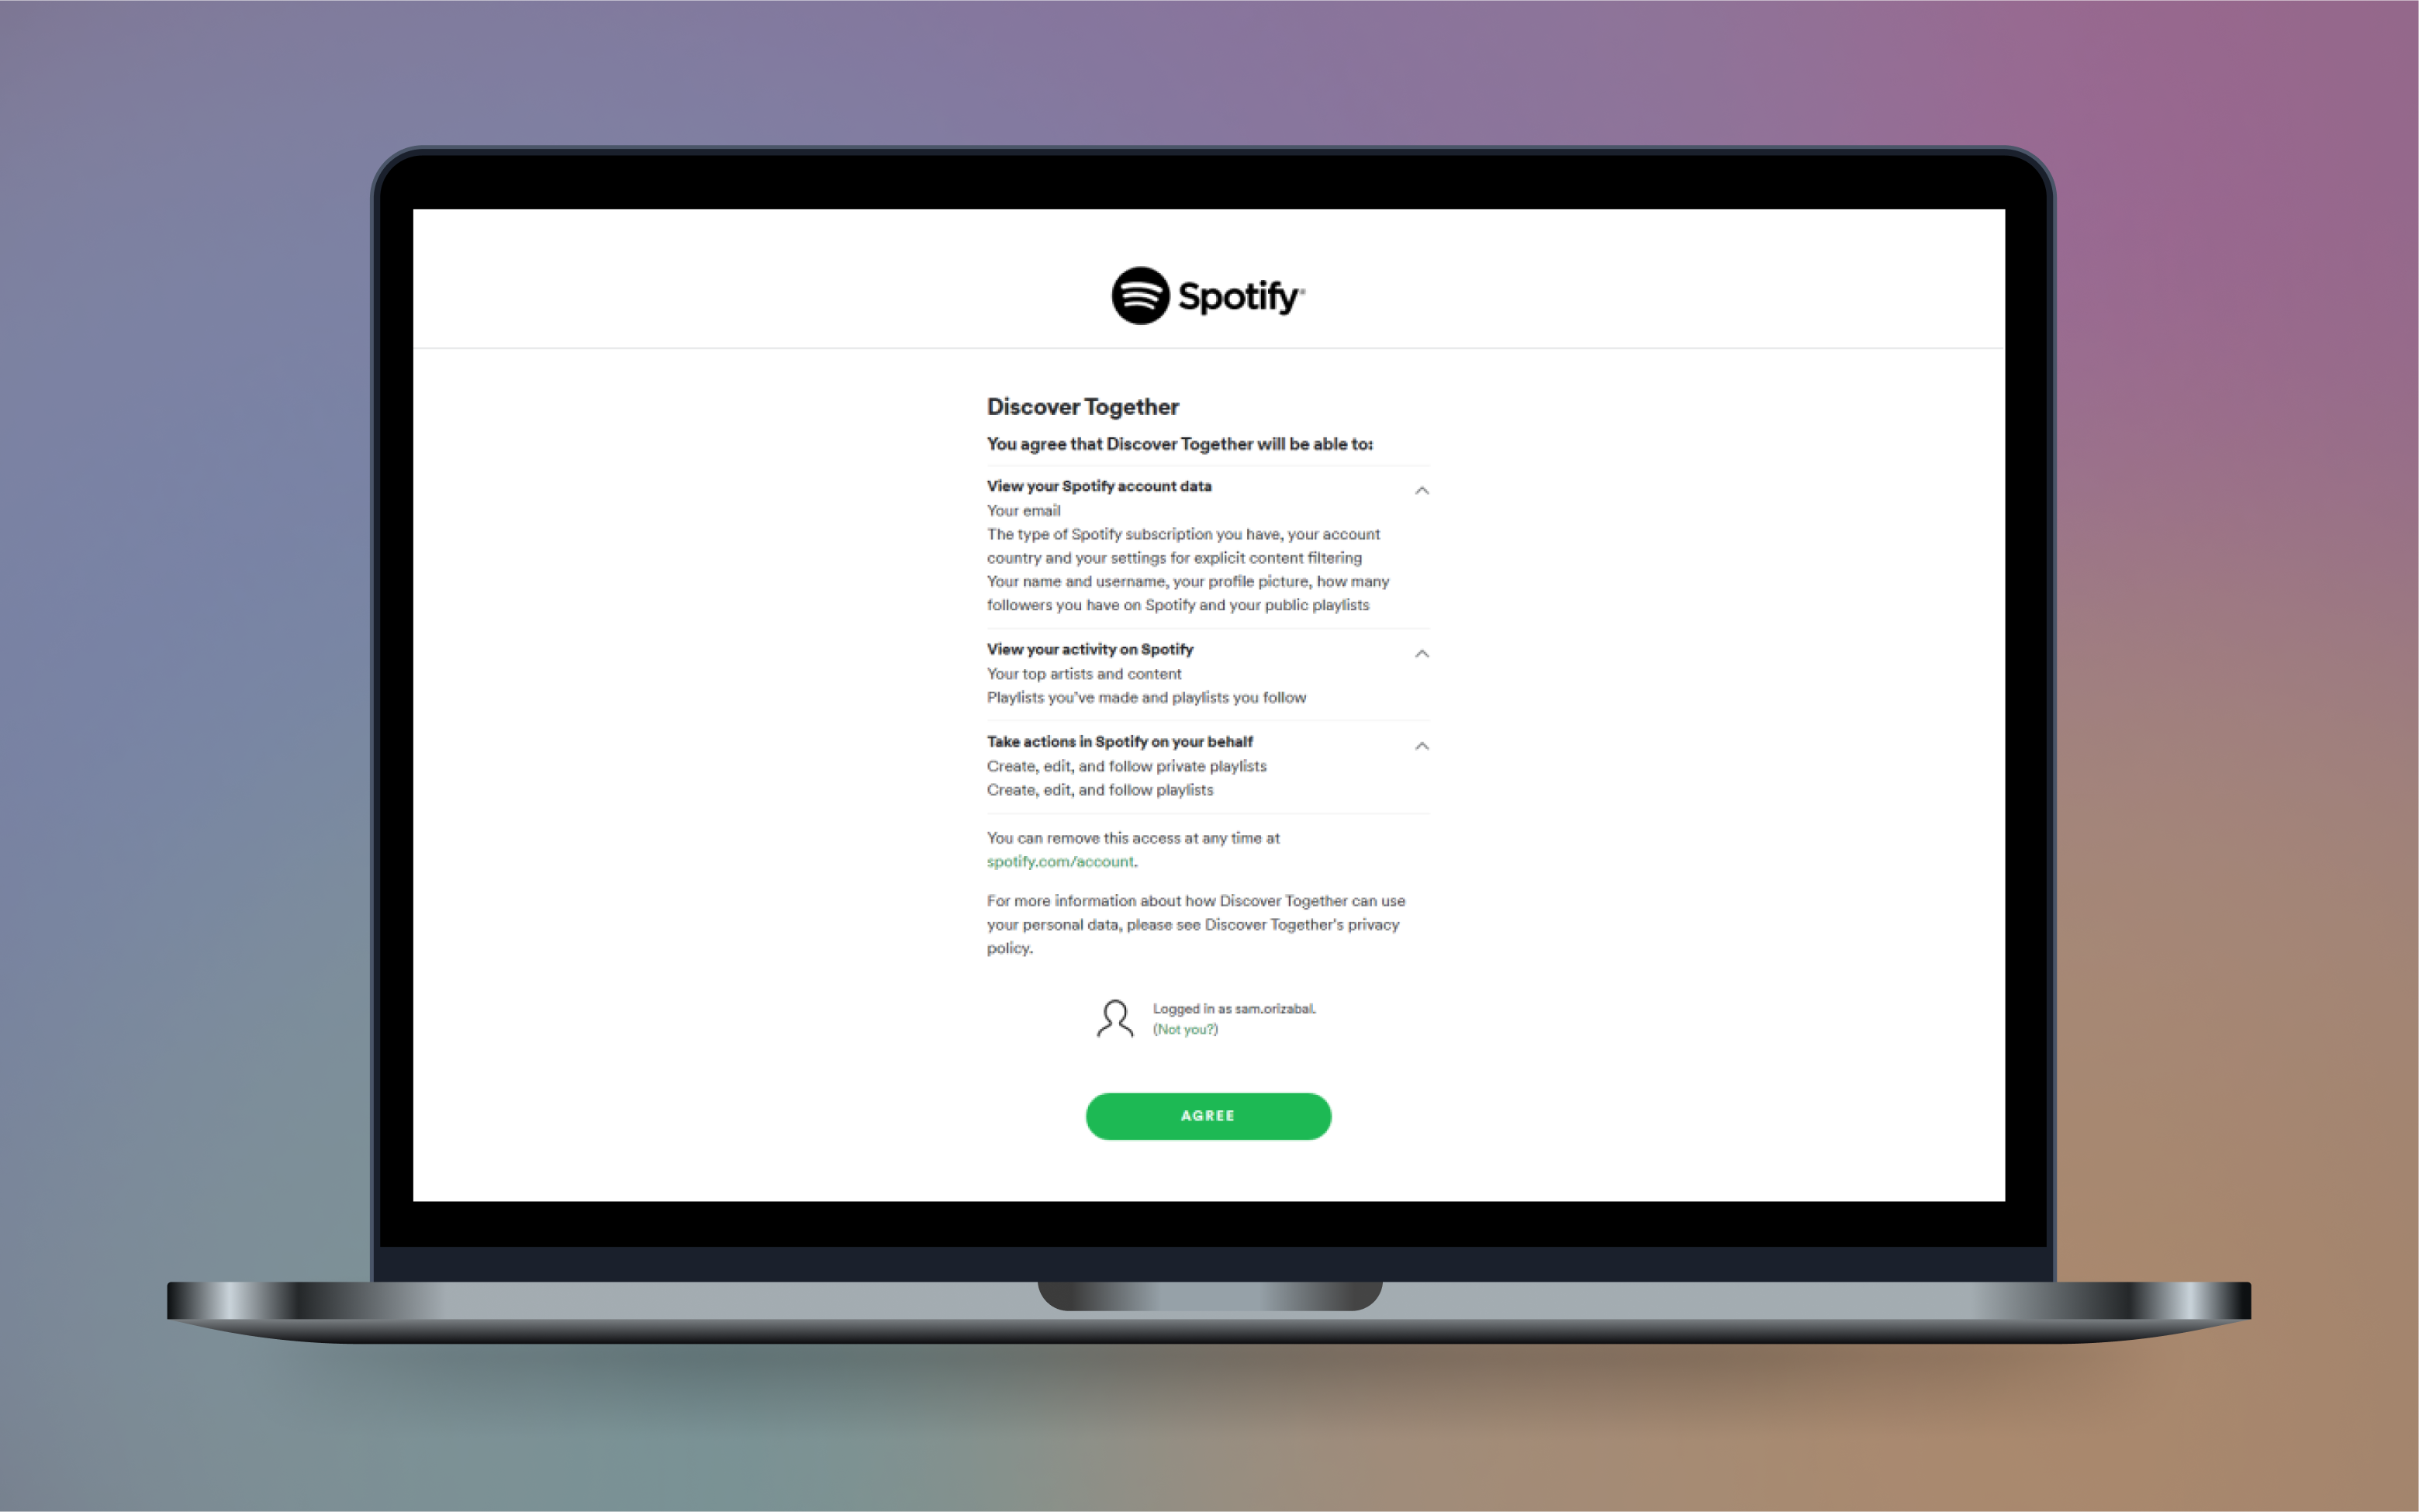 Spotify
Discover Together
You agree that Discover Together will be able to:
View your Spotify account data
Your email
The type of Spotify subscription you have, your account
country and your settings for explicit content filtering
Your name and username, your profile picture, how many
followers you have on Spotify and your public playlists
View your activity on Spotify
Your top artists and content
Playlists you've made and playlists you follow
Take actions in Spotify on your behalf
Create, edit, and follow private playlists
Create, edit, and follow playlists
You can remove this access at any time at
spotify.com/account.
For more information about how Discover Together can use
your personal data, please see Discover Together's privacy
policy.
Logged in as sam.orizabal.
(Not you?)
AGREE